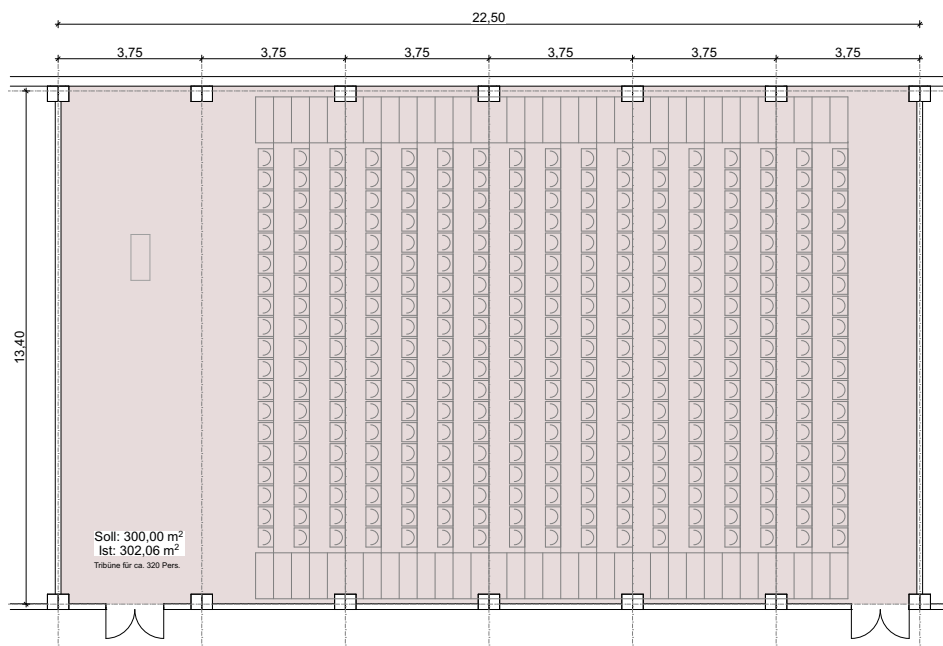 22,50
3,75 3,75 3,75 3,75 3,75 3,75
13,40
Soll: 300,00 m²
Ist: 302,06 m²
Tribüne für ca. 320 Pers.